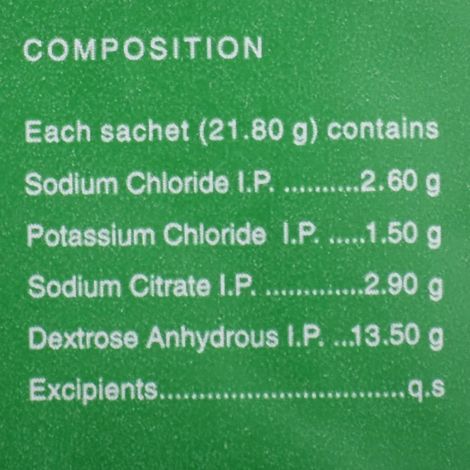 COMPOSITION
Each sachet (21.80 g) contains
Sodium Chloride I.P. ..........2.60 g
Potassium Chloride I.P. .....1.50 g
Sodium Citrate I.P. .............2.90 g
Dextrose Anhydrous I.P. ...13.50 g
Excipients................................q.s